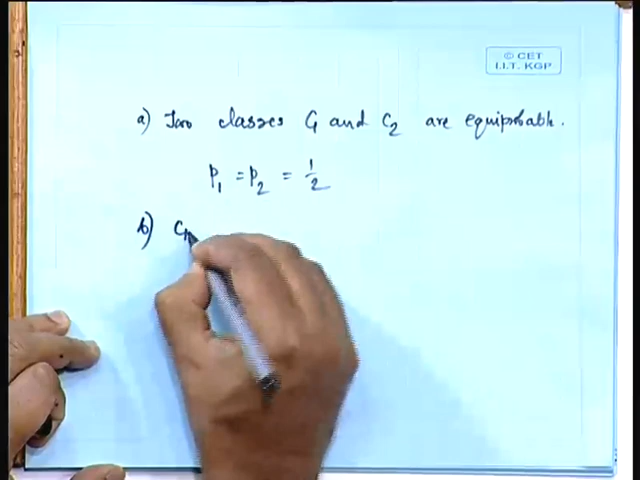 © CET
I.I.T. KGP
a) Two classes C1 and C2 are equiprobable.
p1 = p2 = 1/2
b) C1